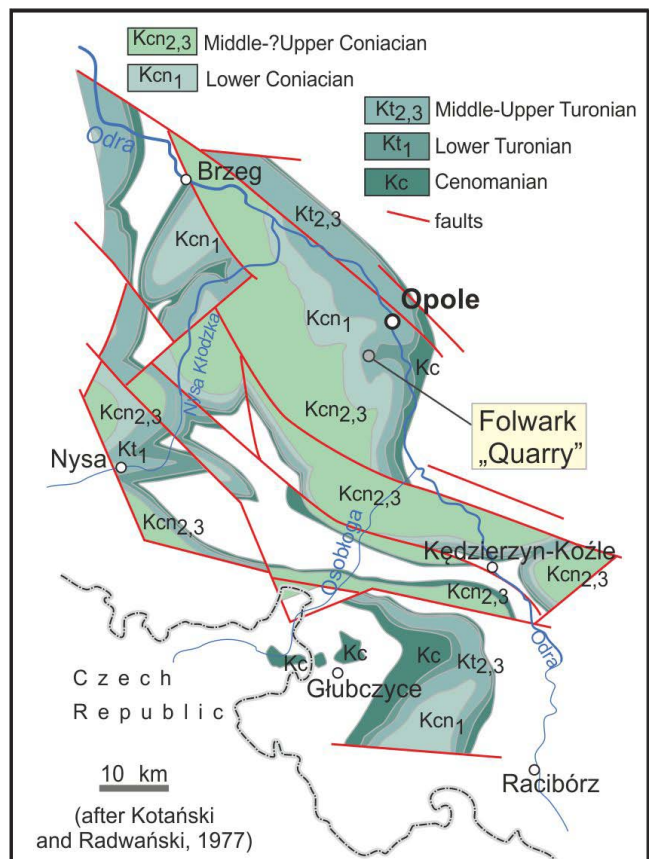 Kcn2,3 Middle-?Upper Coniacian
Kcn1 Lower Coniacian
Kt2,3 Middle-Upper Turonian
Kt1 Lower Turonian
Kc Cenomanian
faults
Odra
Brzeg
Kt2,3
Kcn1
Opole
Kcn1
Kc
Nysa Kłodzka
Folwark
„Quarry”
Kcn2,3
Kcn2,3
Kt1
Nysa
Kcn2,3
Kcn2,3
Osobłoga
Kędzierzyn-Koźle
Kcn2,3
Kcn2,3
Odra
Kc
Kc
Kc
Kt2,3
Głubczyce
Czech
Republic
Kcn1
10 km
Racibórz
(after Kotański
and Radwański, 1977)